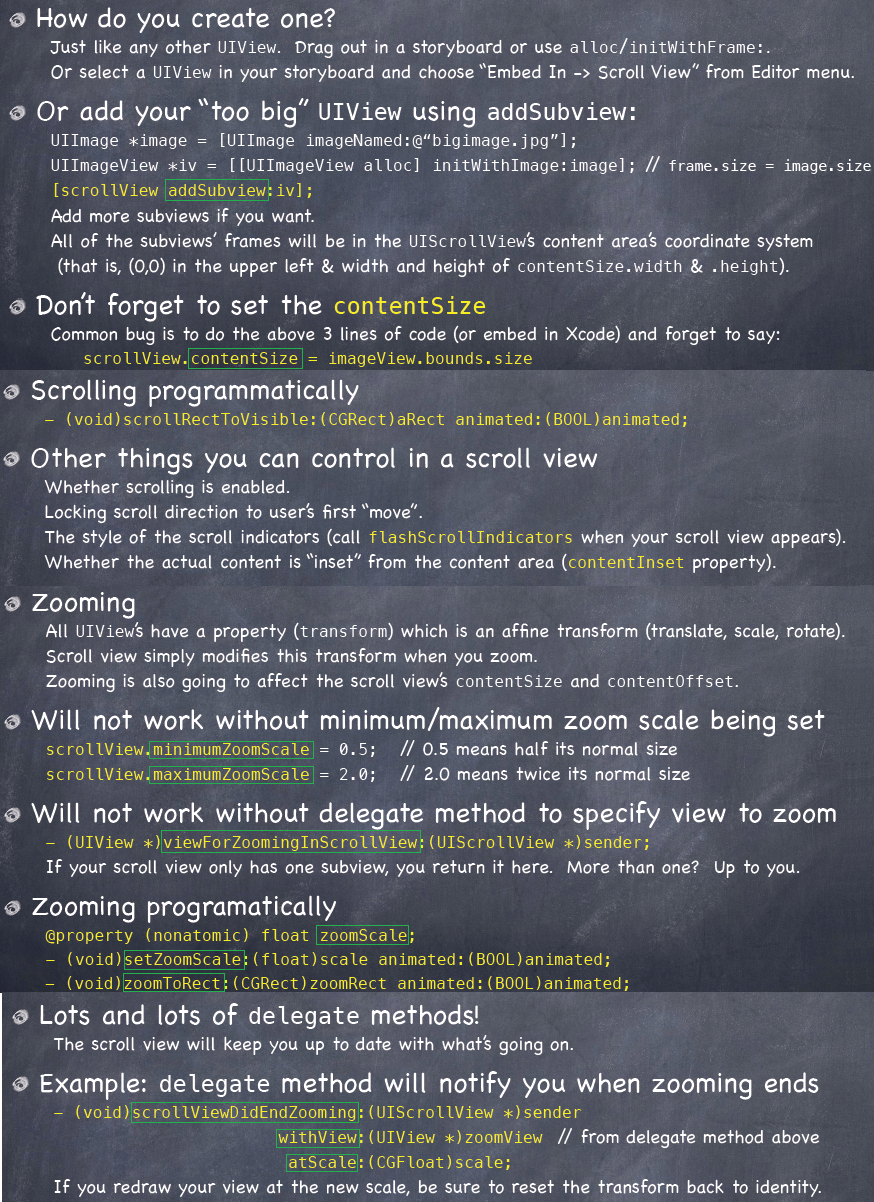 How do you create one?
Just like any other UIView. Drag out in a storyboard or use alloc/initWithFrame:.
Or select a UIView in your storyboard and choose “Embed In -> Scroll View” from Editor menu.
Or add your “too big” UIView using addSubview:
UIImage *image = [UIImage imageNamed:@“bigimage.jpg”];
UIImageView *iv = [[UIImageView alloc] initWithImage:image]; // frame.size = image.size
[scrollView addSubview:iv];
Add more subviews if you want.
All of the subviews’ frames will be in the UIScrollView’s content area’s coordinate system
(that is, (0,0) in the upper left & width and height of contentSize.width & .height).
Don’t forget to set the contentSize
Common bug is to do the above 3 lines of code (or embed in Xcode) and forget to say:
scrollView.contentSize = imageView.bounds.size
Scrolling programmatically
– (void)scrollRectToVisible:(CGRect)aRect animated:(BOOL)animated;
Other things you can control in a scroll view
Whether scrolling is enabled.
Locking scroll direction to user’s first “move”.
The style of the scroll indicators (call flashScrollIndicators when your scroll view appears).
Whether the actual content is “inset” from the content area (contentInset property).
Zooming
All UIView’s have a property (transform) which is an affine transform (translate, scale, rotate).
Scroll view simply modifies this transform when you zoom.
Zooming is also going to affect the scroll view’s contentSize and contentOffset.
Will not work without minimum/maximum zoom scale being set
scrollView.minimumZoomScale = 0.5; // 0.5 means half its normal size
scrollView.maximumZoomScale = 2.0; // 2.0 means twice its normal size
Will not work without delegate method to specify view to zoom
– (UIView *)viewForZoomingInScrollView:(UIScrollView *)sender;
If your scroll view only has one subview, you return it here. More than one? Up to you.
Zooming programatically
@property (nonatomic) float zoomScale;
– (void)setZoomScale:(float)scale animated:(BOOL)animated;
– (void)zoomToRect:(CGRect)zoomRect animated:(BOOL)animated;
Lots and lots of delegate methods!
The scroll view will keep you up to date with what’s going on.
Example: delegate method will notify you when zooming ends
– (void)scrollViewDidEndZooming:(UIScrollView *)sender
withView:(UIView *)zoomView // from delegate method above
atScale:(CGFloat)scale;
If you redraw your view at the new scale, be sure to reset the transform back to identity.